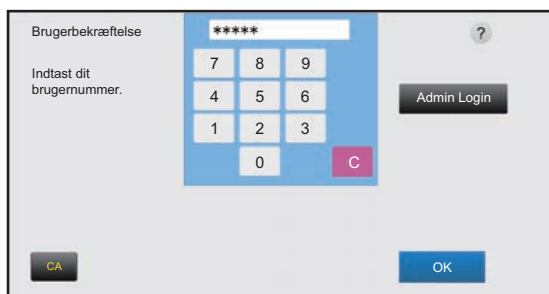 Brugerbekræftelse
*****
?
Indtast dit
brugernummer.
7 8 9
4 5 6
1 2 3
0 C
Admin Login
CA
OK